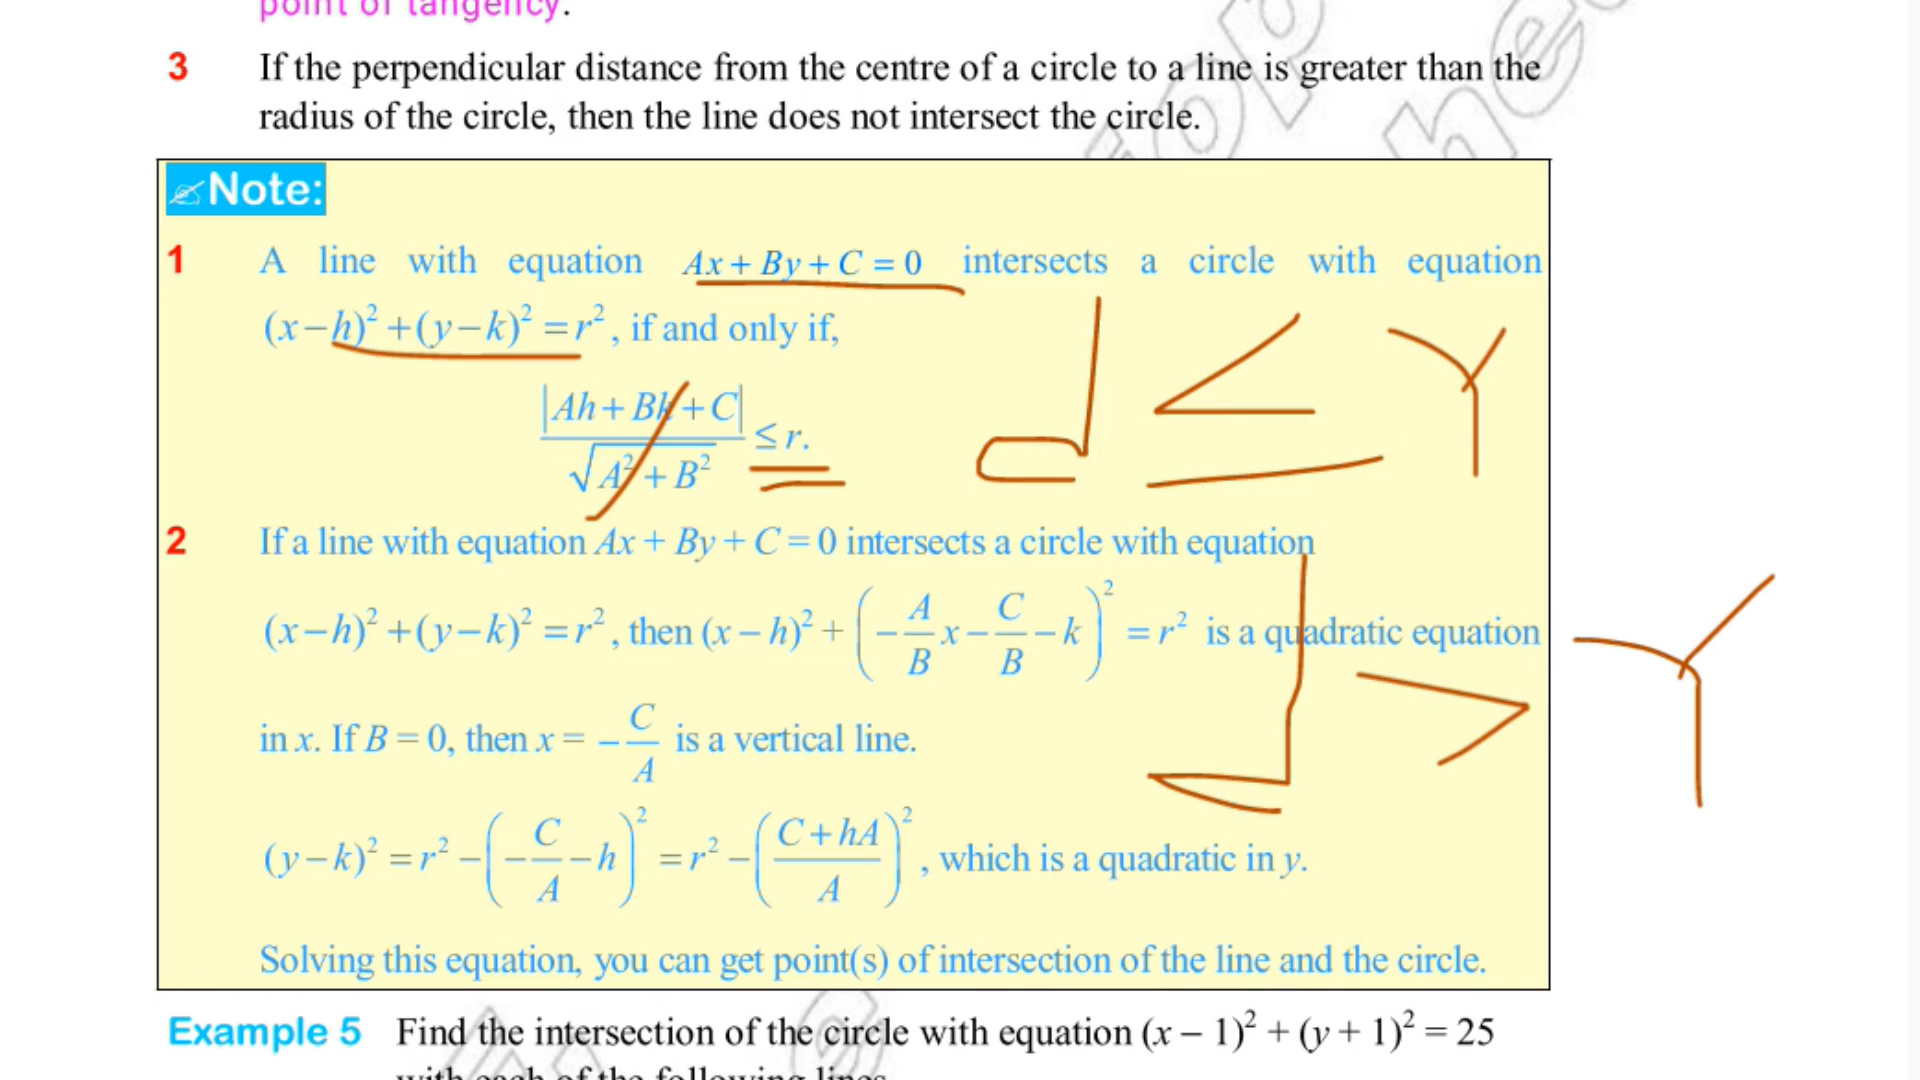 point of tangency.
3 If the perpendicular distance from the centre of a circle to a line is greater than the
radius of the circle, then the line does not intersect the circle.
Note:
1 A line with equation Ax + By + C = 0 intersects a circle with equation
(x−h)² + (y−k)² = r², if and only if,
|Ah + Bk + C| / √(A² + B²) ≤ r.
d ≤ r
2 If a line with equation Ax + By + C = 0 intersects a circle with equation
(x−h)² + (y−k)² = r², then (x − h)² + (−A/B x − C/B − k)² = r² is a quadratic equation
in x. If B = 0, then x = −C/A is a vertical line.
d > r
(y−k)² = r² − (−C/A − h)² = r² − ((C + hA)/A)², which is a quadratic in y.
Solving this equation, you can get point(s) of intersection of the line and the circle.
Example 5 Find the intersection of the circle with equation (x − 1)² + (y + 1)² = 25
with each of the following lines